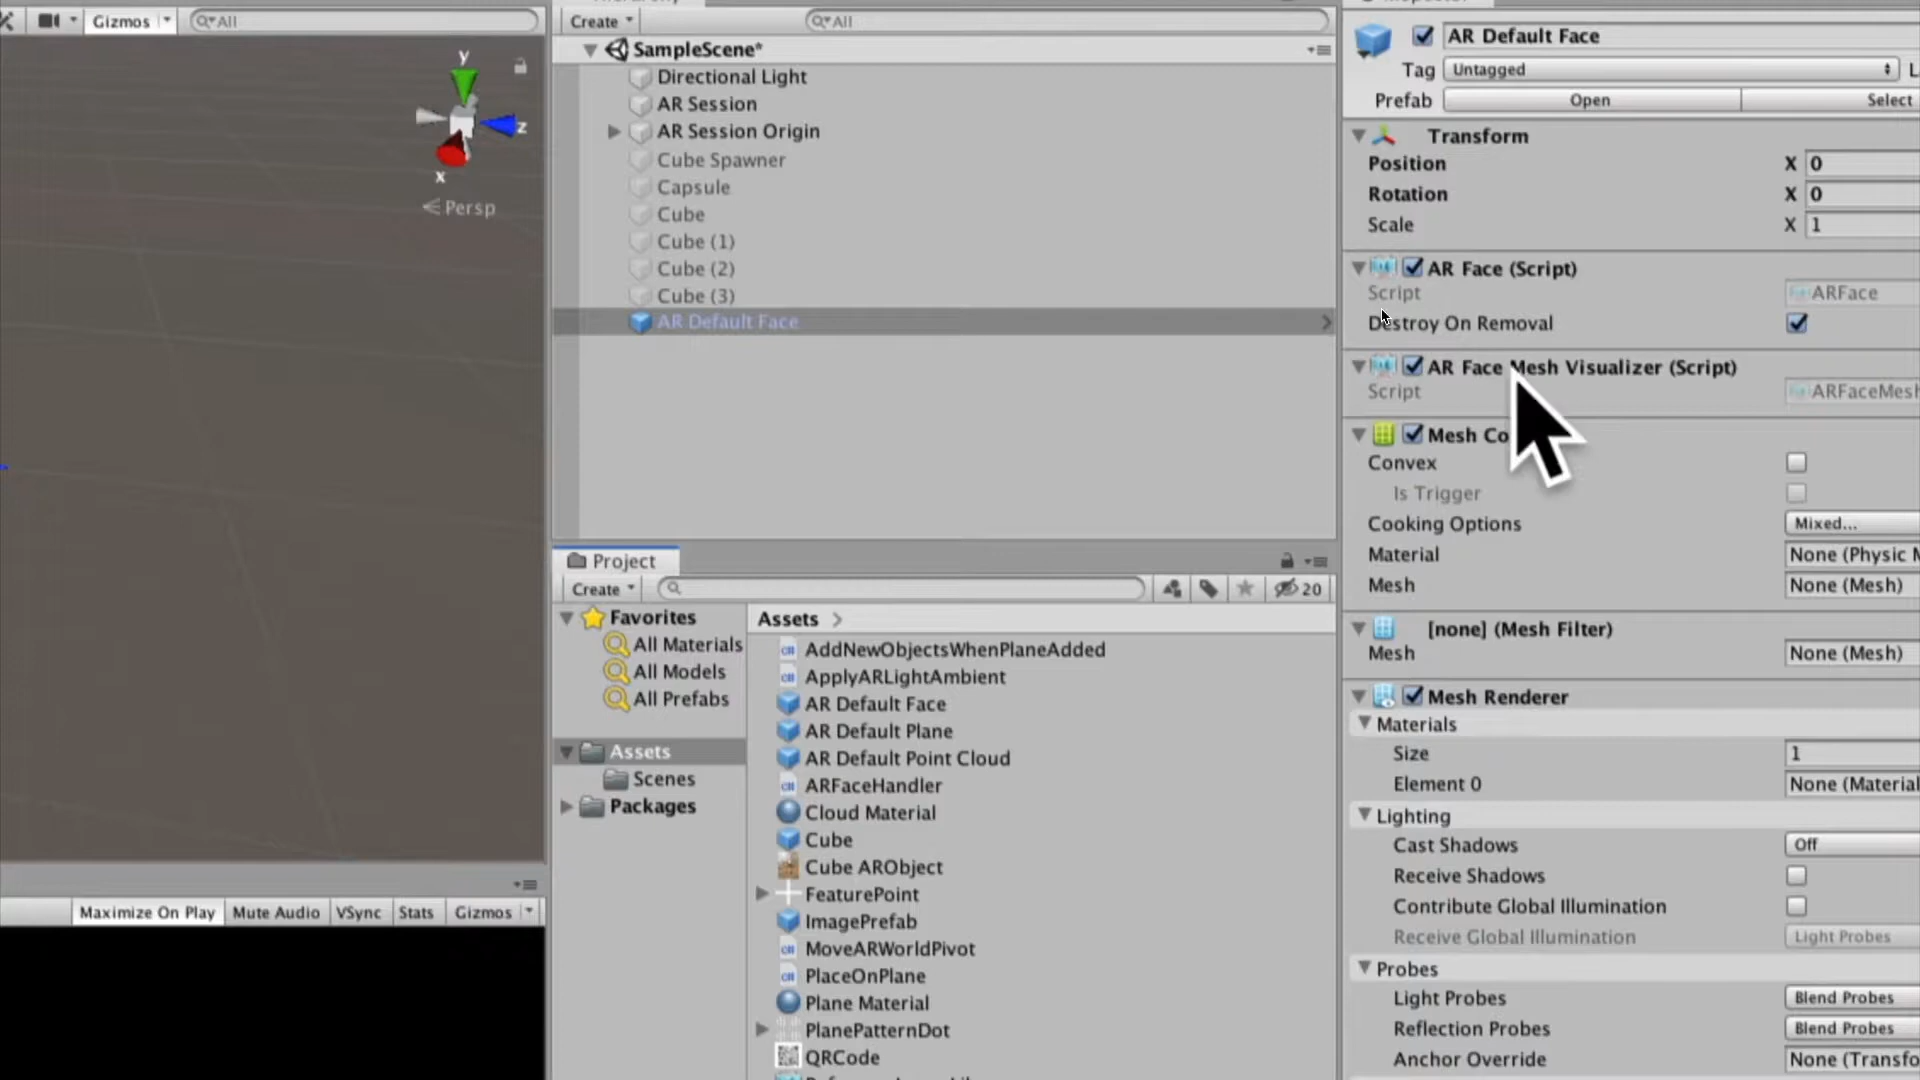 Gizmos
All
y
z
x
Persp
Maximize On Play
Mute Audio
VSync
Stats
Gizmos
Create
All
SampleScene*
Directional Light
AR Session
AR Session Origin
Cube Spawner
Capsule
Cube
Cube (1)
Cube (2)
Cube (3)
AR Default Face
Project
Create
20
Favorites
All Materials
All Models
All Prefabs
Assets
Scenes
Packages
Assets
AddNewObjectsWhenPlaneAdded
ApplyARLightAmbient
AR Default Face
AR Default Plane
AR Default Point Cloud
ARFaceHandler
Cloud Material
Cube
Cube ARObject
FeaturePoint
ImagePrefab
MoveARWorldPivot
PlaceOnPlane
Plane Material
PlanePatternDot
QRCode
AR Default Face
Tag Untagged L
Prefab Open Select
Transform
Position X 0
Rotation X 0
Scale X 1
AR Face (Script)
Script ARFace
Destroy On Removal
AR Face Mesh Visualizer (Script)
Script ARFaceMesh
Mesh Co
Convex
Is Trigger
Cooking Options Mixed...
Material None (Physic M
Mesh None (Mesh)
[none] (Mesh Filter)
Mesh None (Mesh)
Mesh Renderer
Materials
Size 1
Element 0 None (Material
Lighting
Cast Shadows Off
Receive Shadows
Contribute Global Illumination
Receive Global Illumination Light Probes
Probes
Light Probes Blend Probes
Reflection Probes Blend Probes
Anchor Override None (Transfo